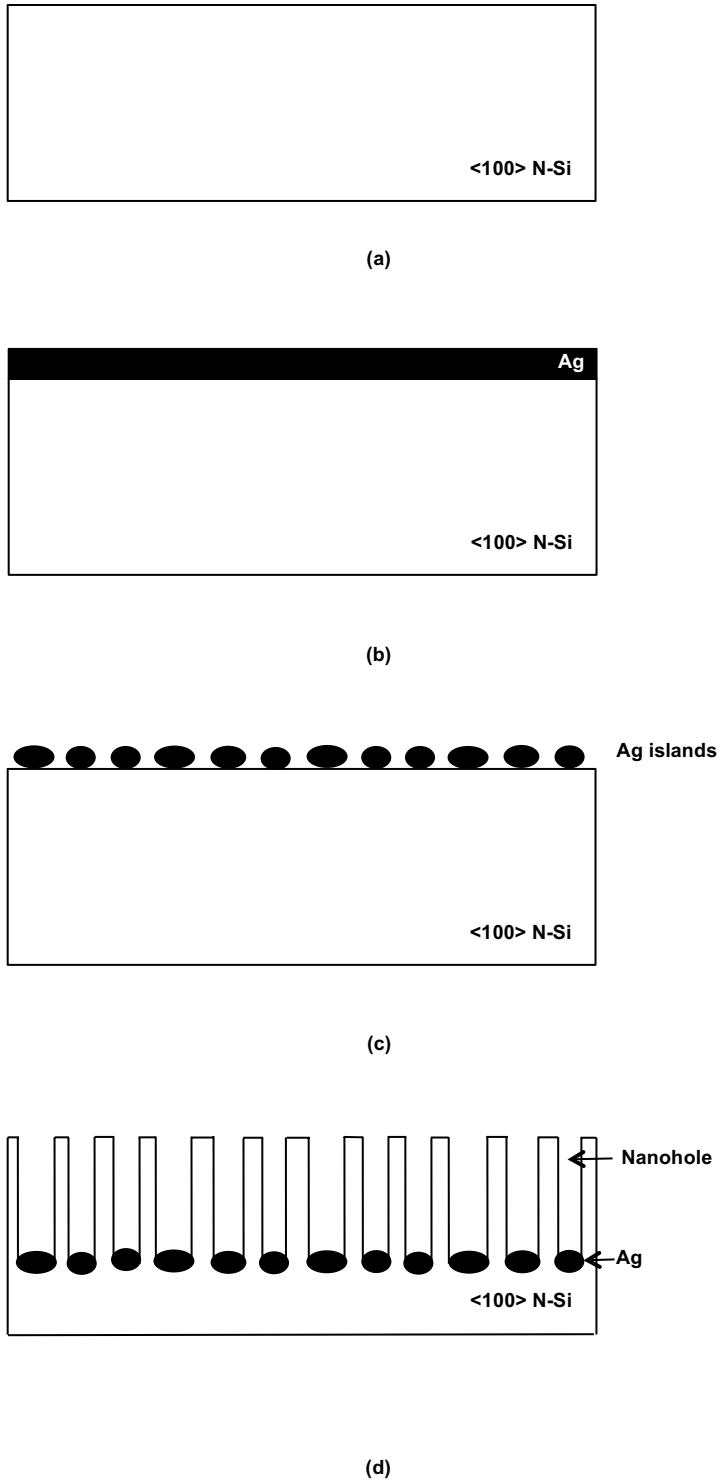 <100> N-Si
(a)
Ag
<100> N-Si
(b)
Ag islands
<100> N-Si
(c)
Nanohole
Ag
<100> N-Si
(d)